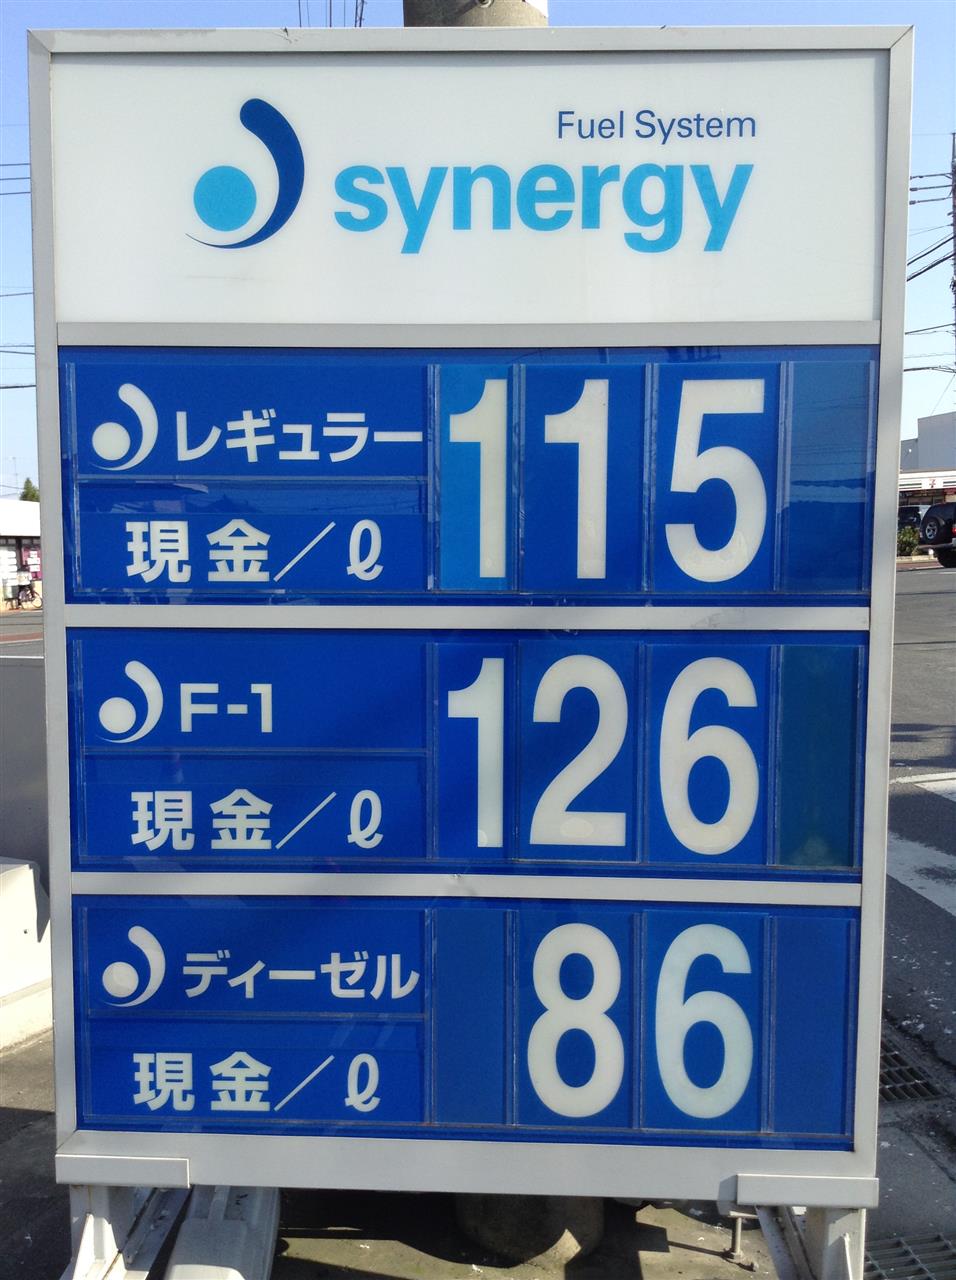 Fuel System
synergy
レギュラー 115
現金/ℓ
F-1 126
現金/ℓ
ディーゼル 86
現金/ℓ